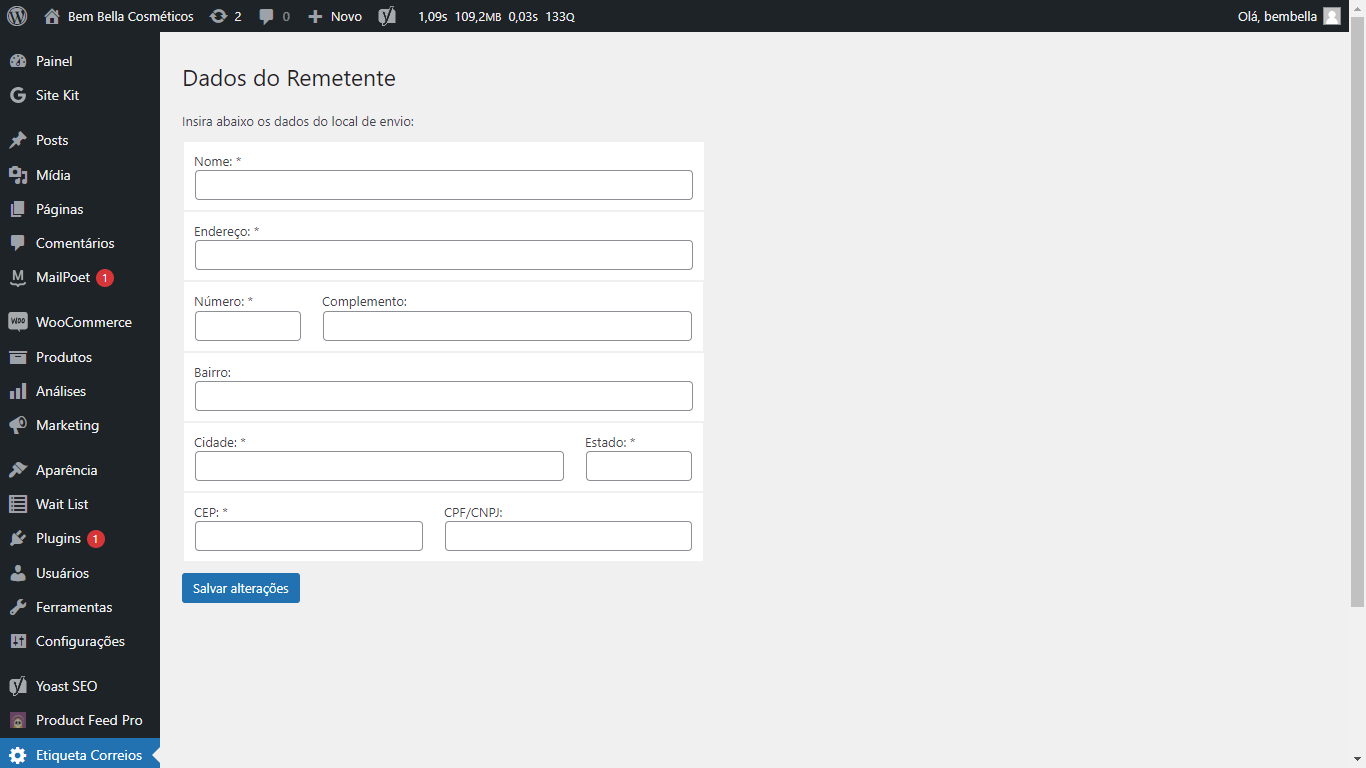 Bem Bella Cosméticos 2 0 Novo 1,09s 109,2MB 0,03s 133Q Olá, bembella
Painel
Site Kit
Posts
Mídia
Páginas
Comentários
MailPoet 1
WooCommerce
Produtos
Análises
Marketing
Aparência
Wait List
Plugins 1
Usuários
Ferramentas
Configurações
Yoast SEO
Product Feed Pro
Etiqueta Correios
Dados do Remetente
Insira abaixo os dados do local de envio:
Nome: *
Endereço: *
Número: * Complemento:
Bairro:
Cidade: * Estado: *
CEP: * CPF/CNPJ:
Salvar alterações